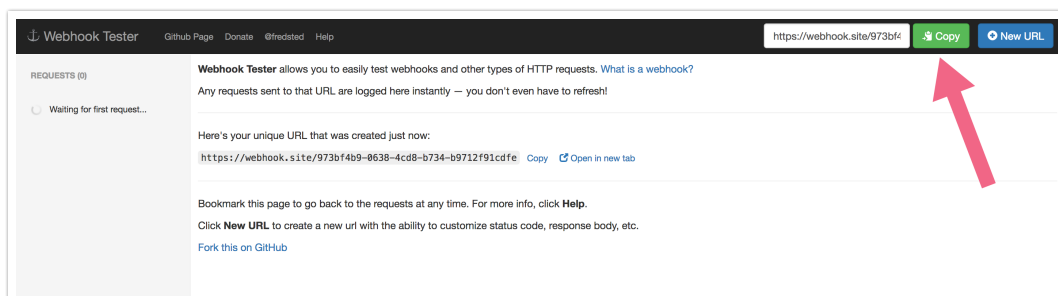 Webhook Tester Github Page Donate @fredsted Help https://webhook.site/973bf4 Copy New URL
REQUESTS (0)
Waiting for first request...
Webhook Tester allows you to easily test webhooks and other types of HTTP requests. What is a webhook?
Any requests sent to that URL are logged here instantly — you don't even have to refresh!
Here's your unique URL that was created just now:
https://webhook.site/973bf4b9-0638-4cd8-b734-b9712f91cdfe Copy Open in new tab
Bookmark this page to go back to the requests at any time. For more info, click Help.
Click New URL to create a new url with the ability to customize status code, response body, etc.
Fork this on GitHub